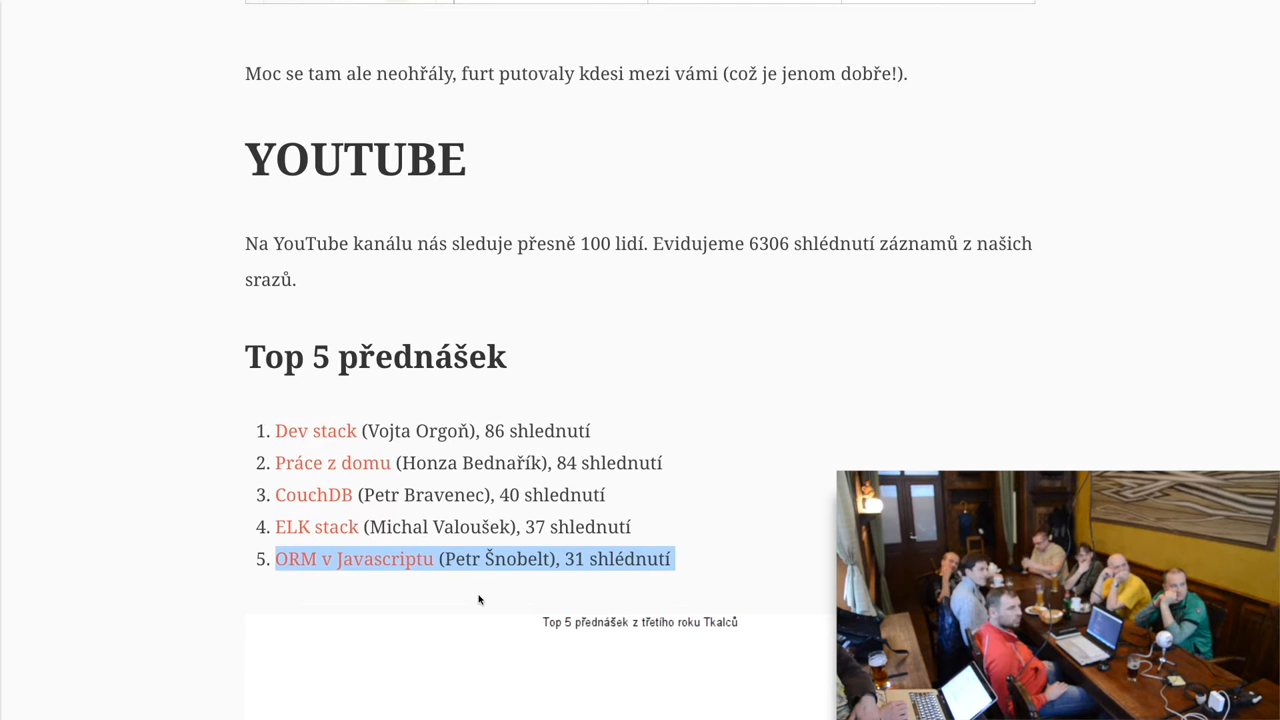 Moc se tam ale neohřály, furt putovaly kdesi mezi vámi (což je jenom dobře!).
YOUTUBE
Na YouTube kanálu nás sleduje přesně 100 lidí. Evidujeme 6306 shlédnutí záznamů z našich
srazů.
Top 5 přednášek
1. Dev stack (Vojta Orgoň), 86 shlednutí
2. Práce z domu (Honza Bednařík), 84 shlednutí
3. CouchDB (Petr Bravenec), 40 shlednutí
4. ELK stack (Michal Valoušek), 37 shlednutí
5. ORM v Javascriptu (Petr Šnobelt), 31 shlédnutí
Top 5 přednášek z třetího roku Tkalců